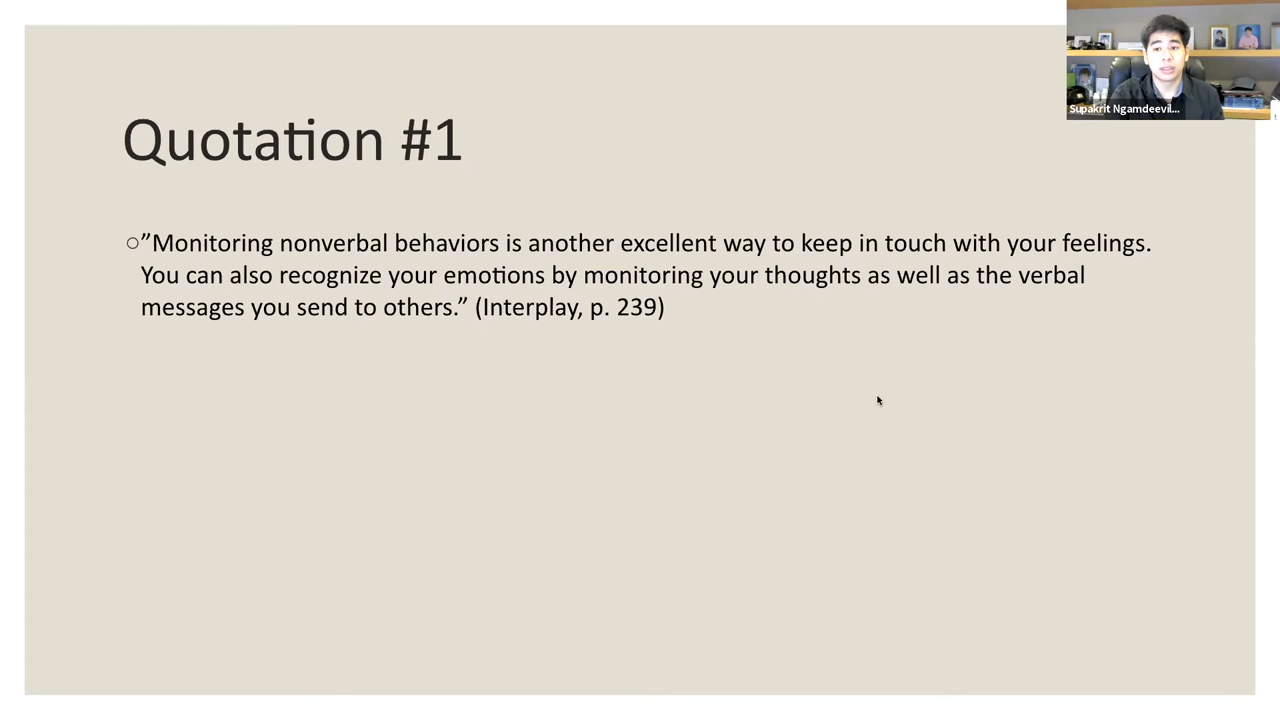 Supakrit Ngamdeevil...
Quotation #1
○”Monitoring nonverbal behaviors is another excellent way to keep in touch with your feelings.
You can also recognize your emotions by monitoring your thoughts as well as the verbal
messages you send to others.” (Interplay, p. 239)